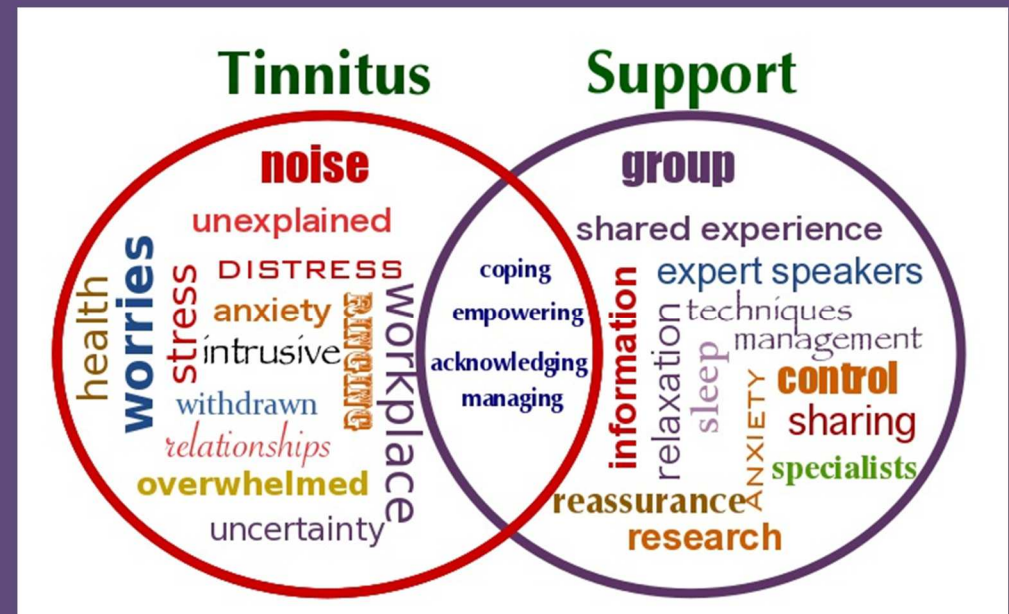 Tinnitus
Support
noise
unexplained
DISTRESS
anxiety
intrusive
withdrawn
relationships
overwhelmed
uncertainty
health
worries
stress
RINGING
workplace
coping
empowering
acknowledging
managing
group
shared experience
expert speakers
techniques
management
control
sharing
specialists
information
relaxation
sleep
ANXIETY
reassurance
research